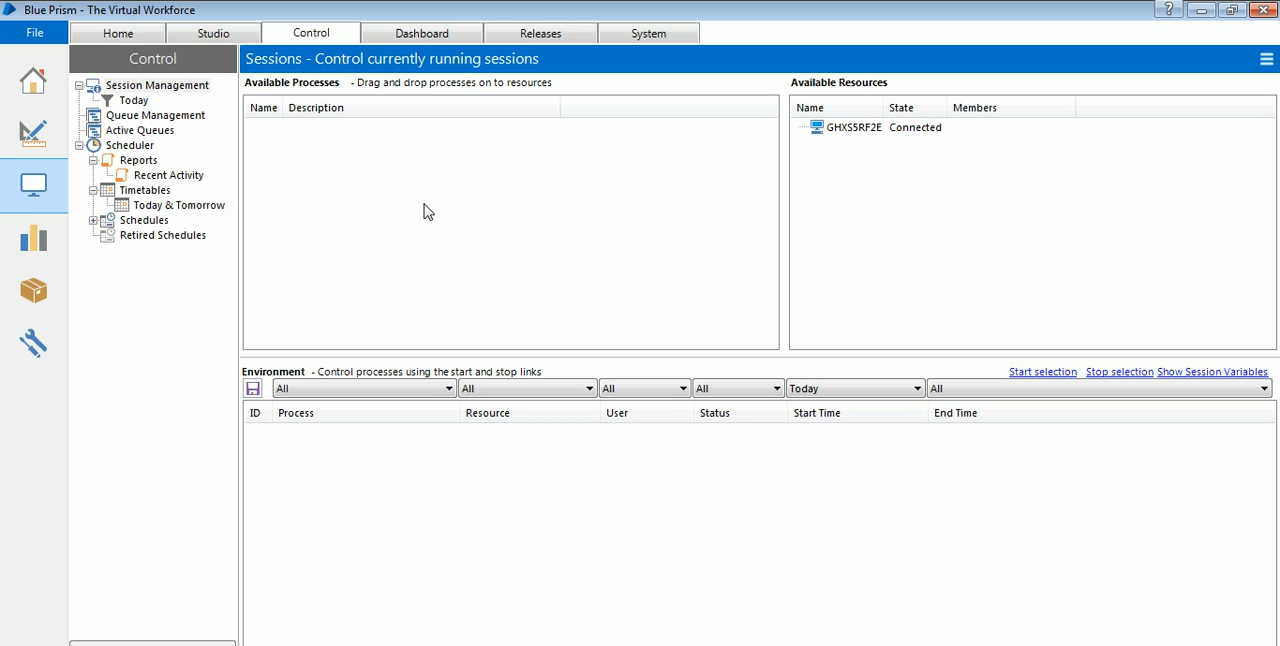 Blue Prism - The Virtual Workforce
?
File Home Studio Control Dashboard Releases System
Control
Sessions - Control currently running sessions
Session Management
Today
Queue Management
Active Queues
Scheduler
Reports
Recent Activity
Timetables
Today & Tomorrow
Schedules
Retired Schedules
Available Processes - Drag and drop processes on to resources
Name Description
Available Resources
Name State Members
GHXS5RF2E Connected
Environment - Control processes using the start and stop links
Start selection Stop selection Show Session Variables
All All All All Today All
ID Process Resource User Status Start Time End Time